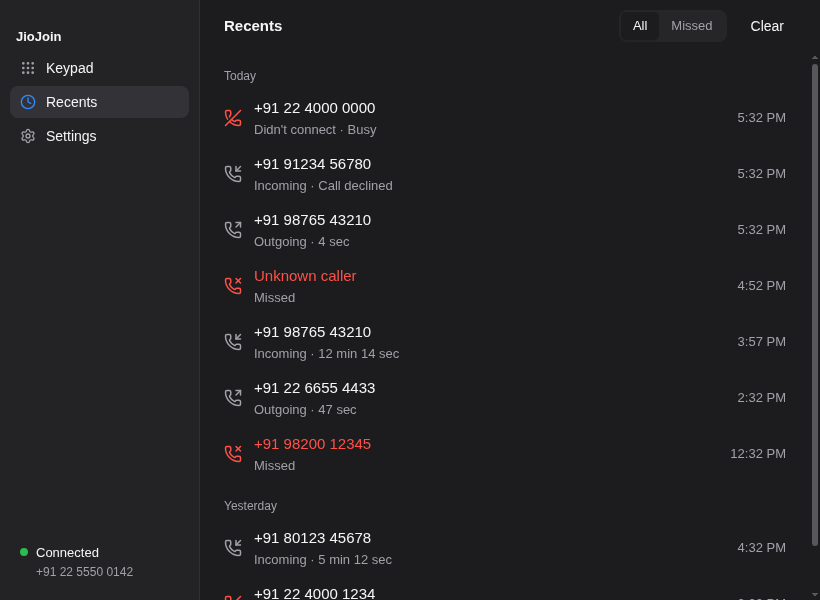 JioJoin
Keypad
Recents
Settings
Connected
+91 22 5550 0142
Recents
All
Missed
Clear
Today
+91 22 4000 0000
Didn't connect · Busy
5:32 PM
+91 91234 56780
Incoming · Call declined
5:32 PM
+91 98765 43210
Outgoing · 4 sec
5:32 PM
Unknown caller
Missed
4:52 PM
+91 98765 43210
Incoming · 12 min 14 sec
3:57 PM
+91 22 6655 4433
Outgoing · 47 sec
2:32 PM
+91 98200 12345
Missed
12:32 PM
Yesterday
+91 80123 45678
Incoming · 5 min 12 sec
4:32 PM
+91 22 4000 1234